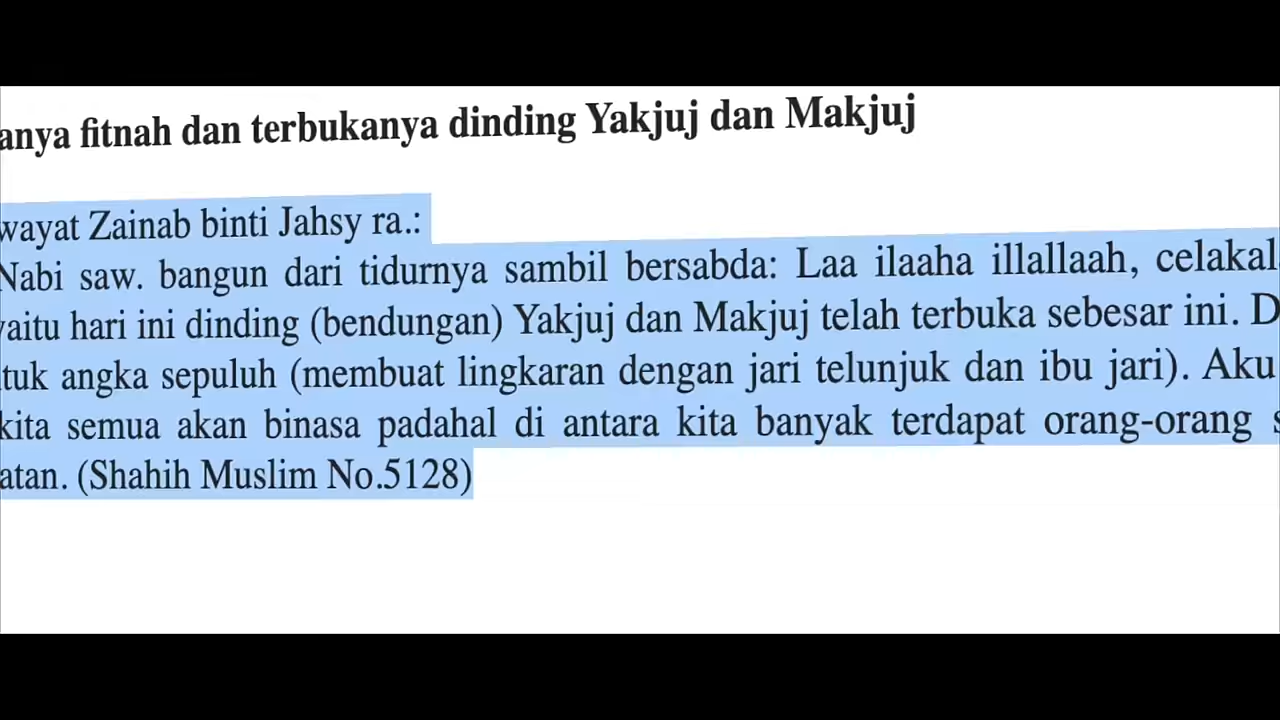 anya fitnah dan terbukanya dinding Yakjuj dan Makjuj
wayat Zainab binti Jahsy ra.:
Nabi saw. bangun dari tidurnya sambil bersabda: Laa ilaaha illallaah, celakal
aitu hari ini dinding (bendungan) Yakjuj dan Makjuj telah terbuka sebesar ini. D
tuk angka sepuluh (membuat lingkaran dengan jari telunjuk dan ibu jari). Aku
kita semua akan binasa padahal di antara kita banyak terdapat orang-orang s
atan. (Shahih Muslim No.5128)